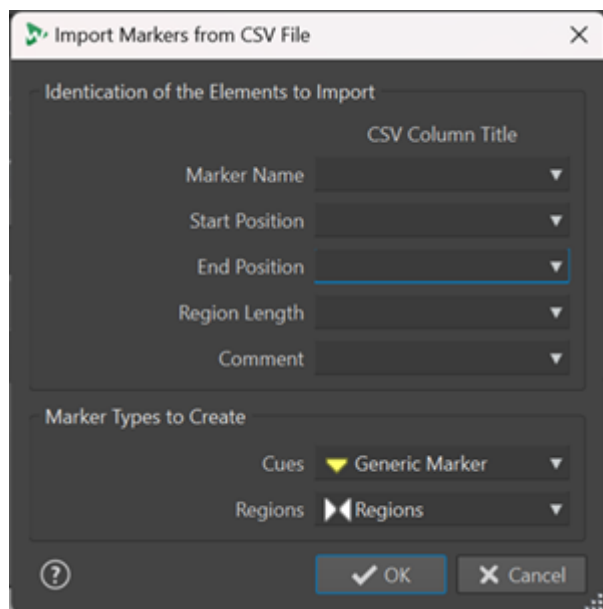 Import Markers from CSV File
Identication of the Elements to Import
CSV Column Title
Marker Name
Start Position
End Position
Region Length
Comment
Marker Types to Create
Cues Generic Marker
Regions Regions
? OK Cancel